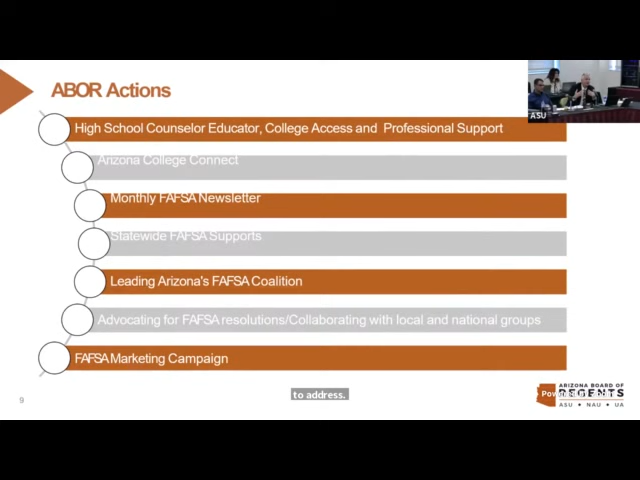 ABOR Actions
ASU
High School Counselor Educator, College Access and Professional Support
Arizona College Connect
Monthly FAFSA Newsletter
Statewide FAFSA Supports
Leading Arizona's FAFSA Coalition
Advocating for FAFSA resolutions/Collaborating with local and national groups
FAFSA Marketing Campaign
to address.
ARIZONA BOARD OF
REGENTS
ASU • NAU • UA
9